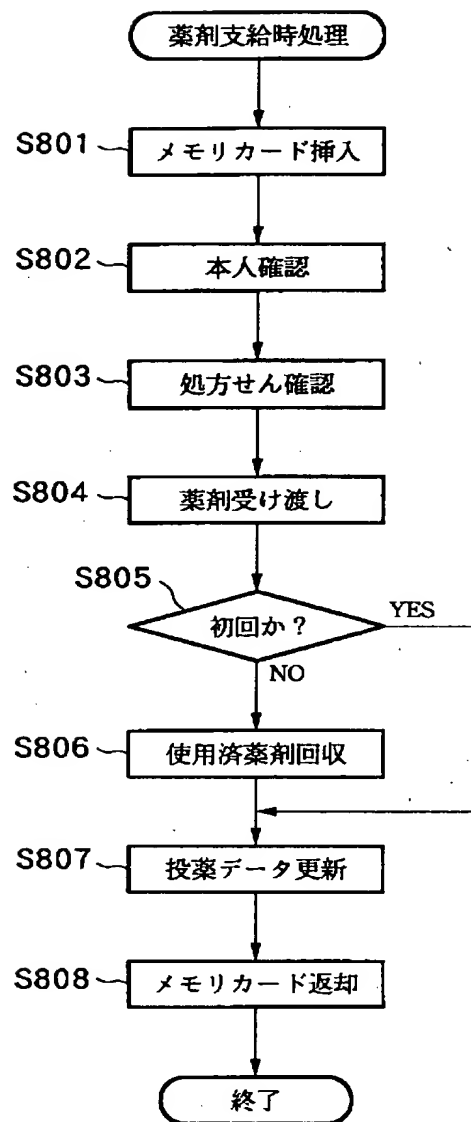 薬剤支給時処理
S801
メモリカード挿入
S802
本人確認
S803
処方せん確認
S804
薬剤受け渡し
S805
初回か?
YES
NO
S806
使用済薬剤回収
S807
投薬データ更新
S808
メモリカード返却
終了